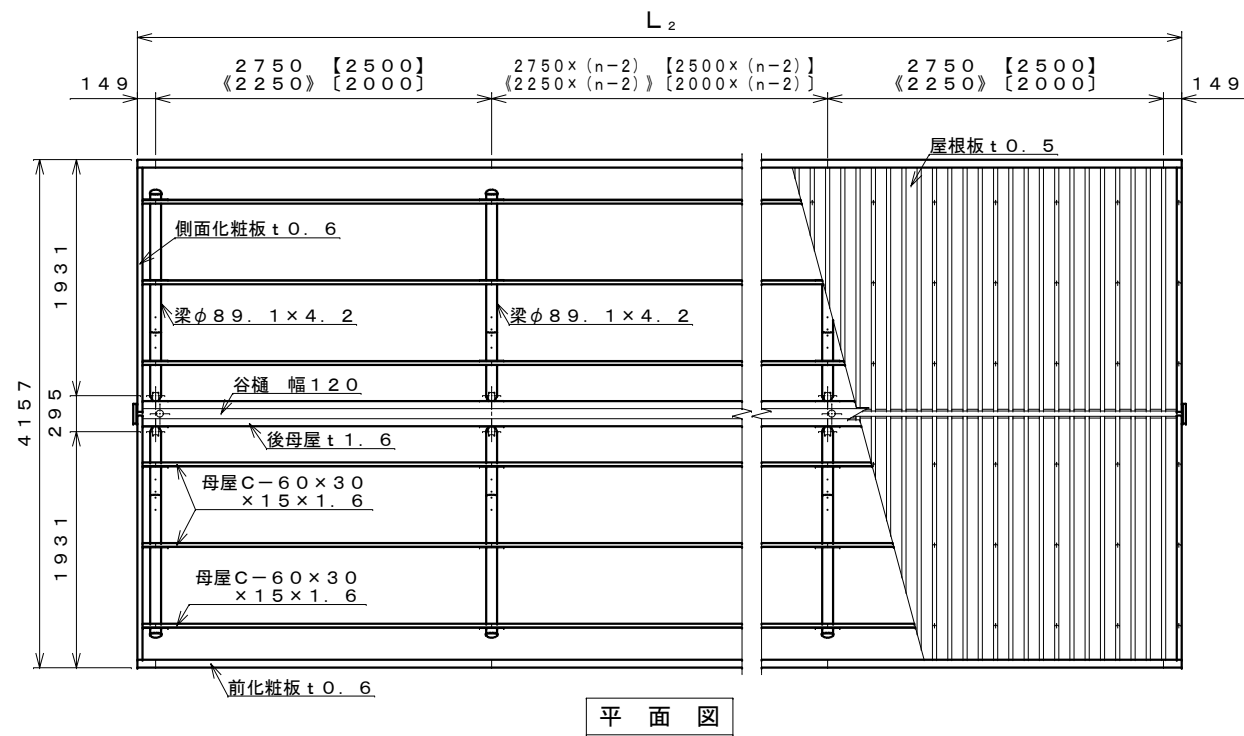 Ｌ₂
２７５０ 【２５００】
《２２５０》〔２０００〕
２７５０×（ｎ−２）【２５００×（ｎ−２）】
《２２５０×（ｎ−２）》〔２０００×（ｎ−２）〕
２７５０ 【２５００】
《２２５０》〔２０００〕
１４９
１４９
屋根板ｔ０．５
側面化粧板ｔ０．６
１９３１
梁φ８９．１×４．２
梁φ８９．１×４．２
谷樋　幅１２０
４１５７
２９５
後母屋ｔ１．６
母屋Ｃ−６０×３０
×１５×１．６
１９３１
母屋Ｃ−６０×３０
×１５×１．６
前化粧板ｔ０．６
平　面　図